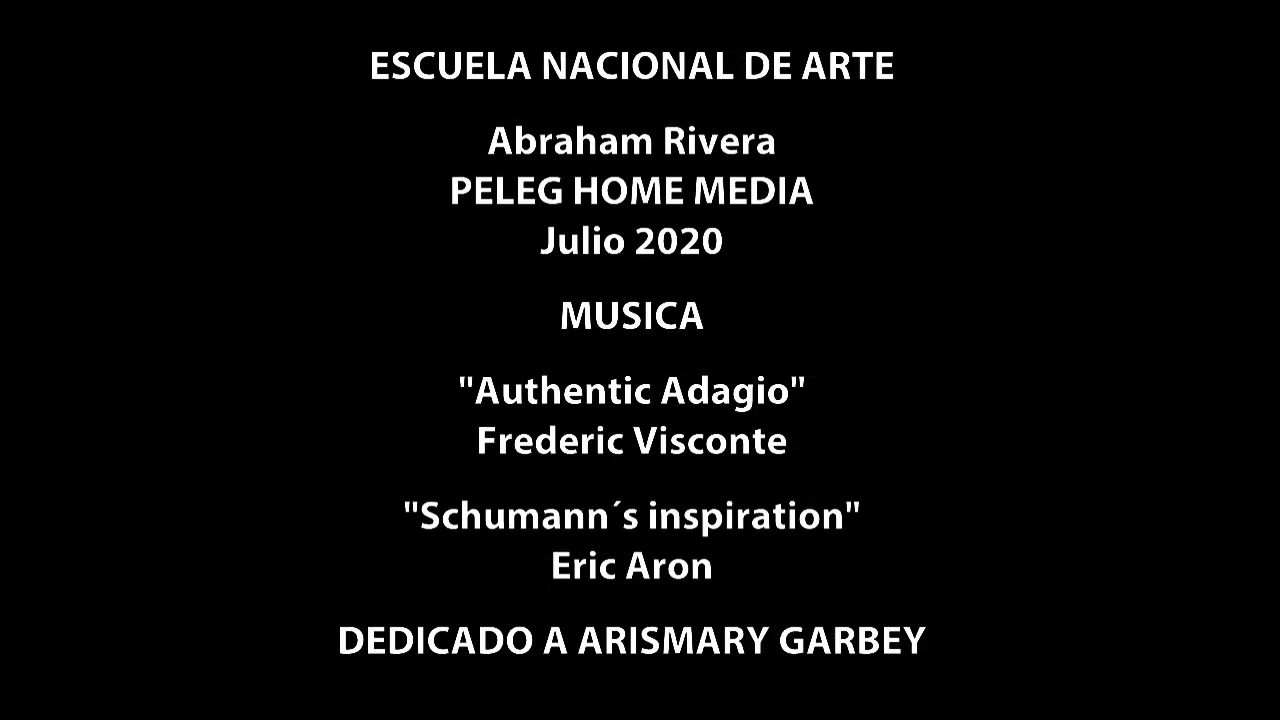 ESCUELA NACIONAL DE ARTE
Abraham Rivera
PELEG HOME MEDIA
Julio 2020
MUSICA
"Authentic Adagio"
Frederic Visconte
"Schumann´s inspiration"
Eric Aron
DEDICADO A ARISMARY GARBEY